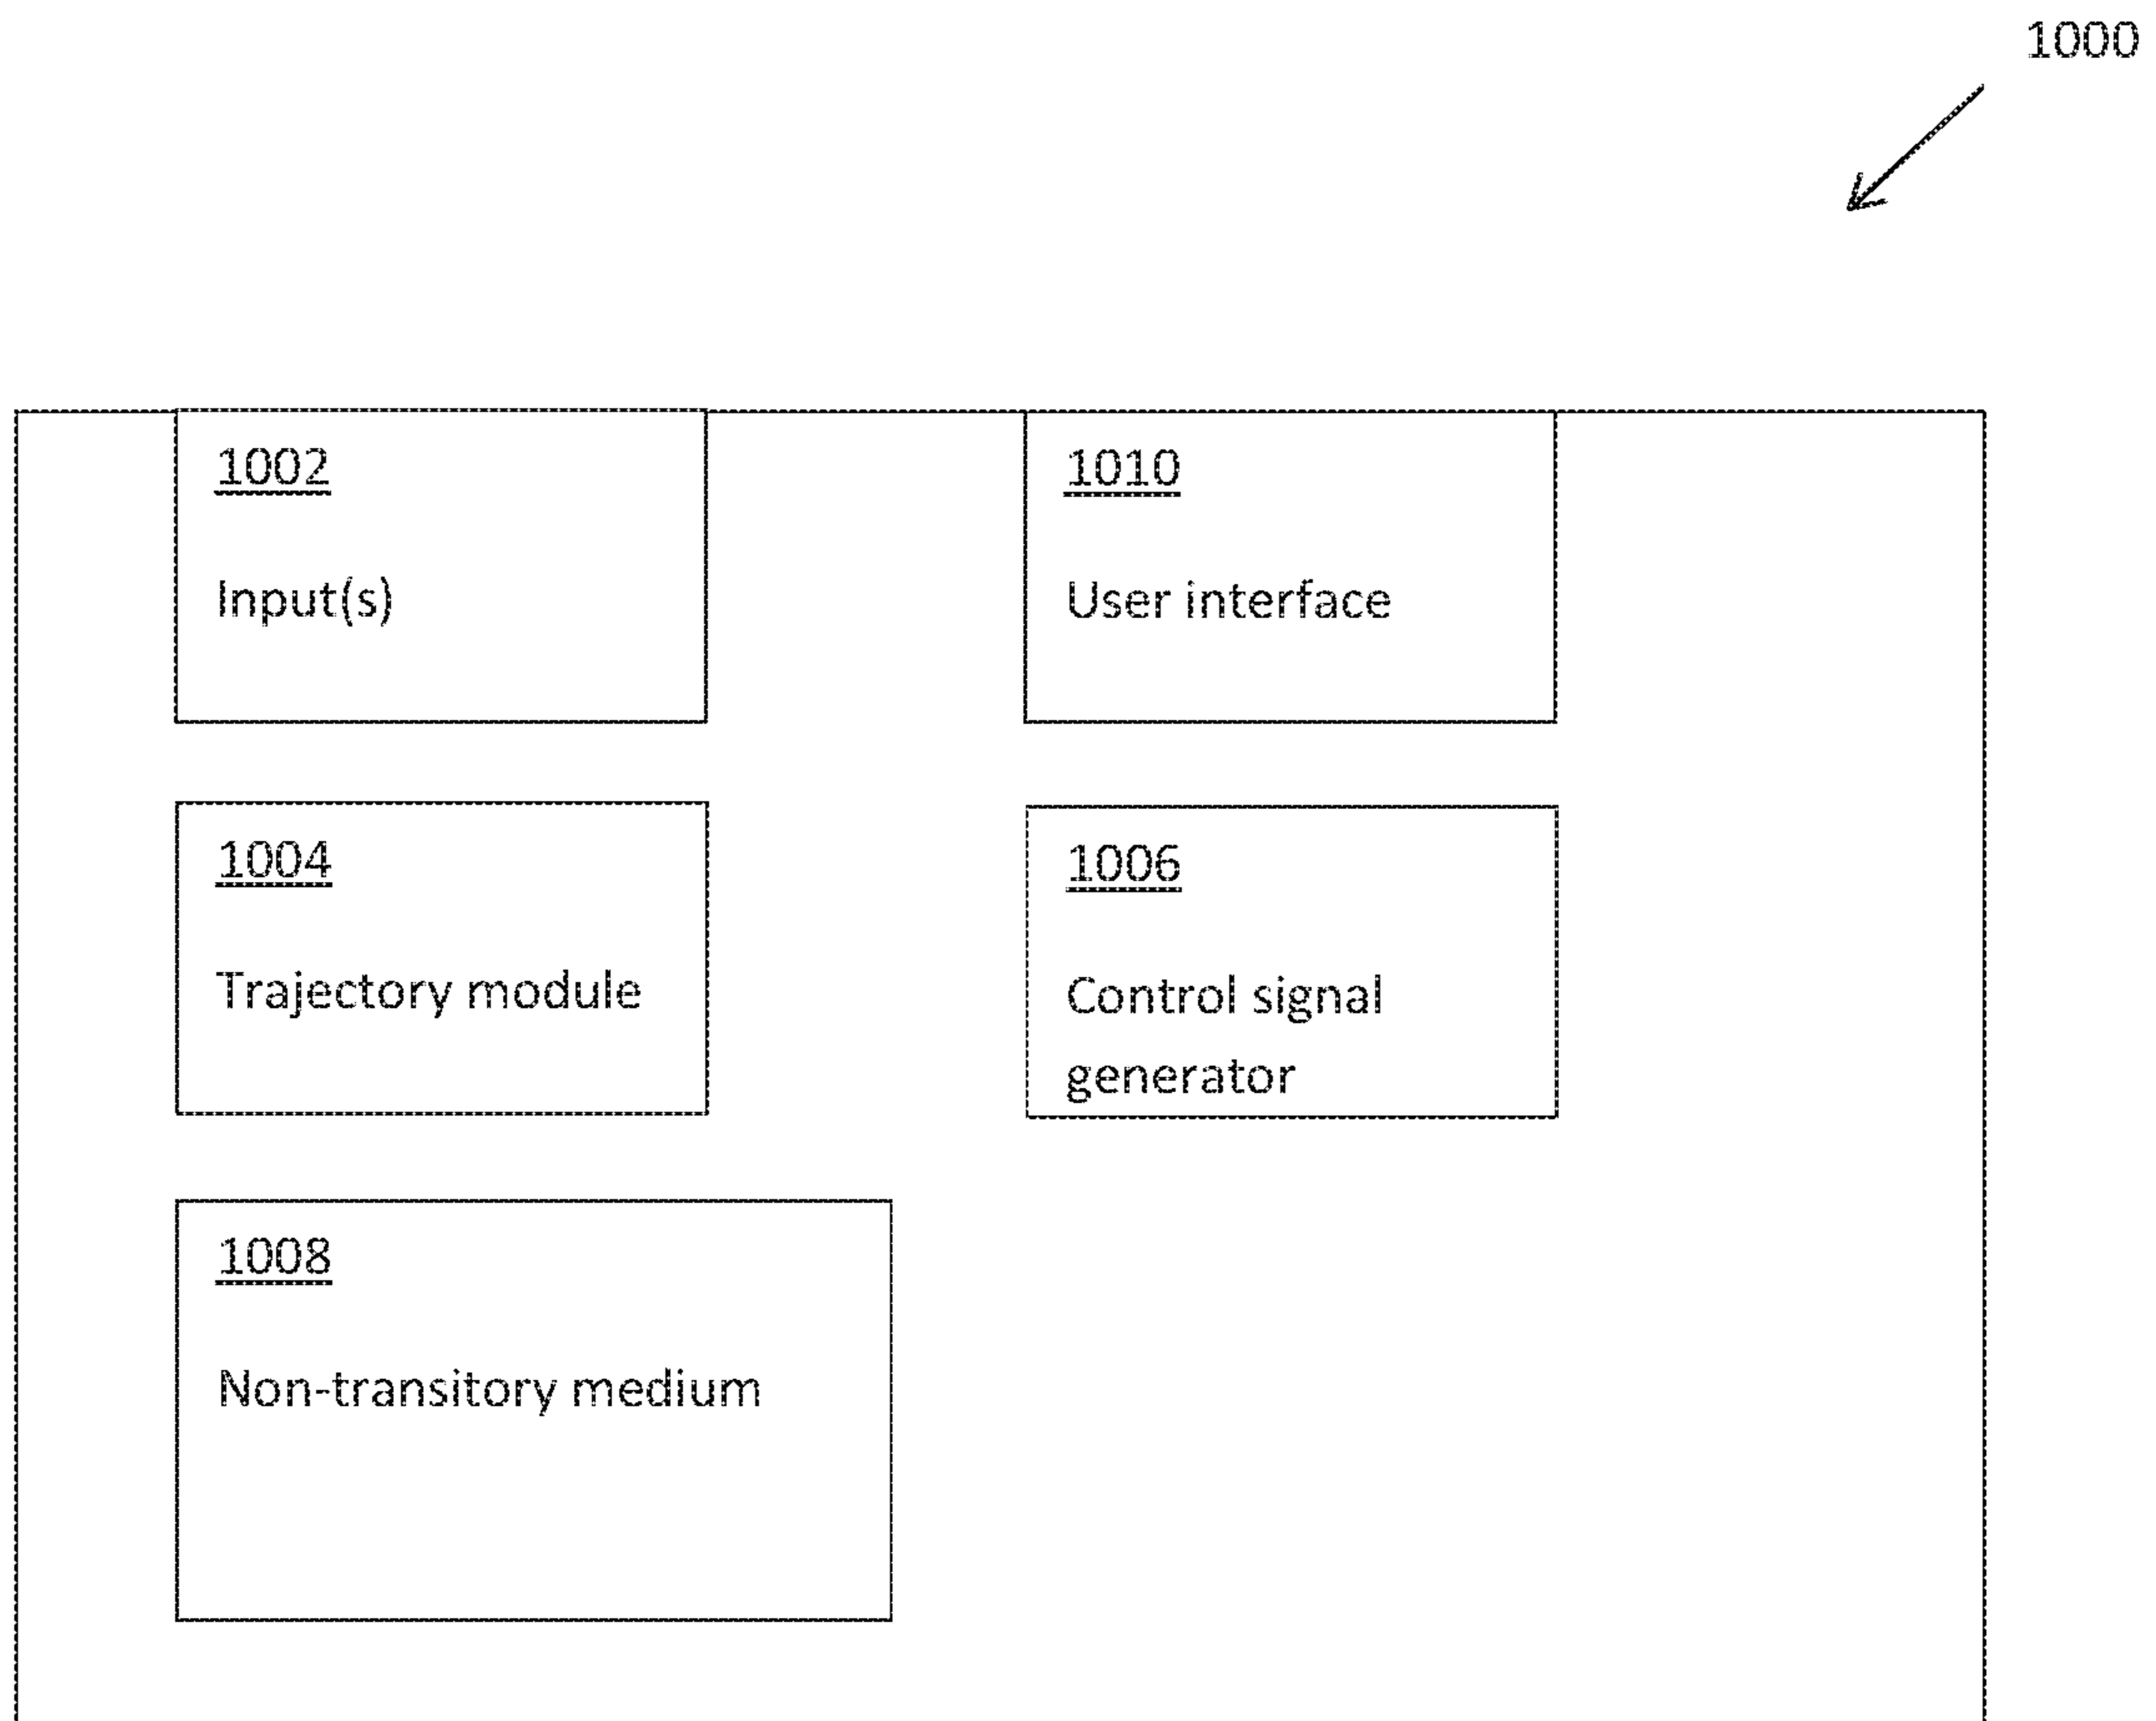 1000
1002
Input(s)
1010
User interface
1004
Trajectory module
1006
Control signal
generator
1008
Non-transitory medium